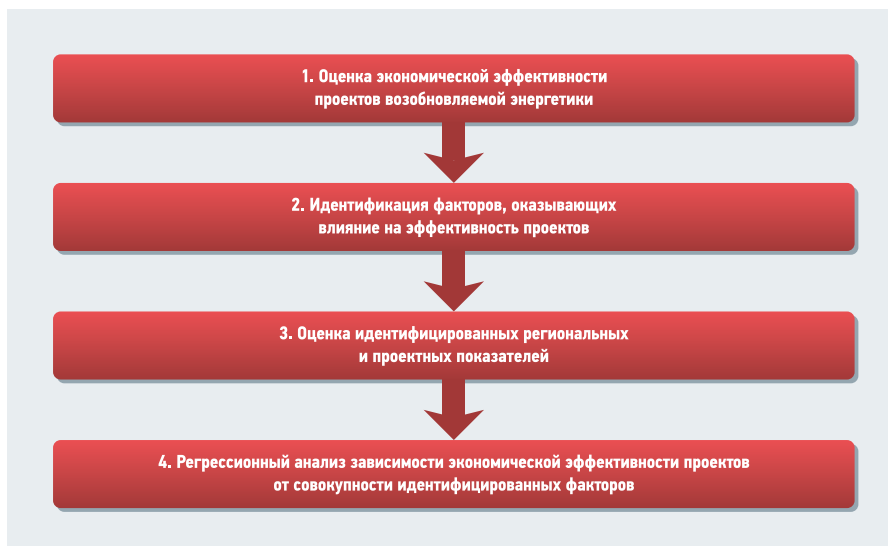 1. Оценка экономической эффективности
проектов возобновляемой энергетики
2. Идентификация факторов, оказывающих
влияние на эффективность проектов
3. Оценка идентифицированных региональных
и проектных показателей
4. Регрессионный анализ зависимости экономической эффективности проектов
от совокупности идентифицированных факторов